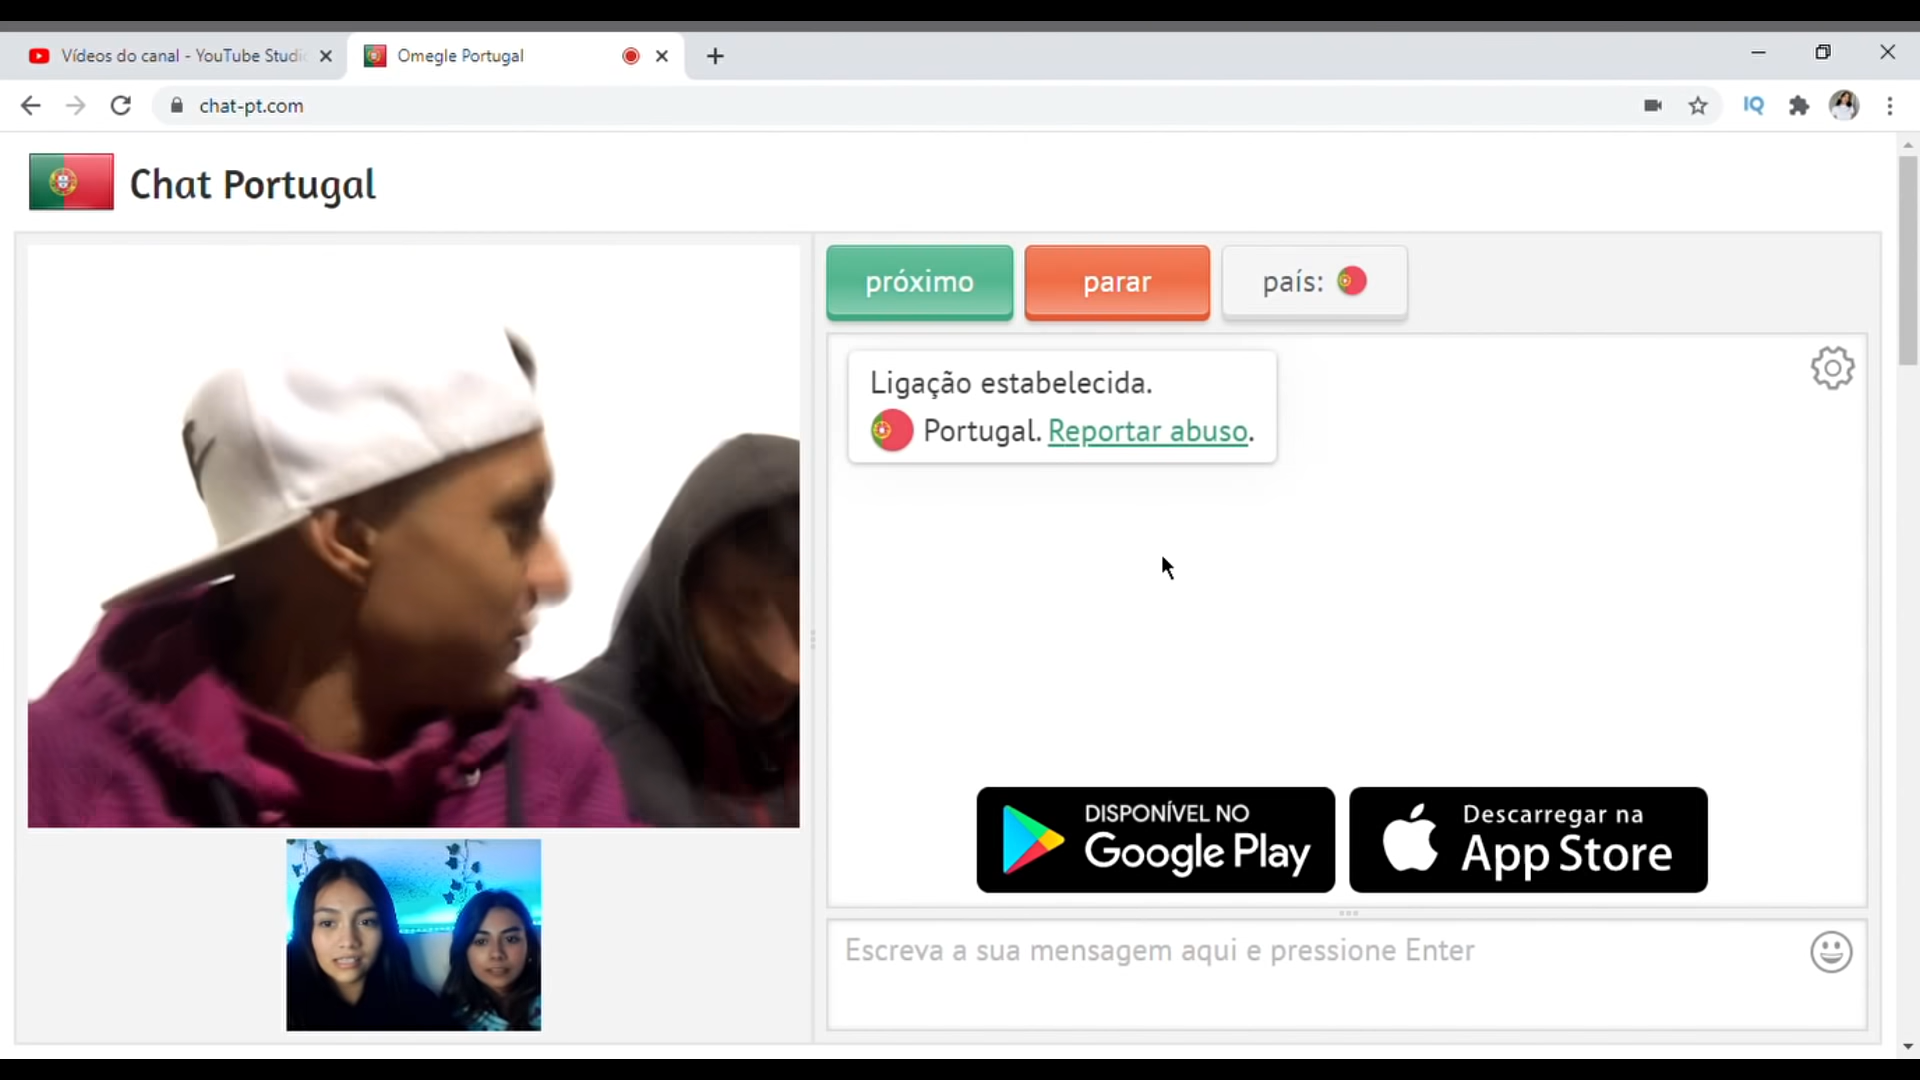 Vídeos do canal - YouTube Studi
Omegle Portugal
chat-pt.com
IQ
Chat Portugal
próximo
parar
país:
Ligação estabelecida.
Portugal. Reportar abuso.
DISPONÍVEL NO
Google Play
Descarregar na
App Store
Escreva a sua mensagem aqui e pressione Enter